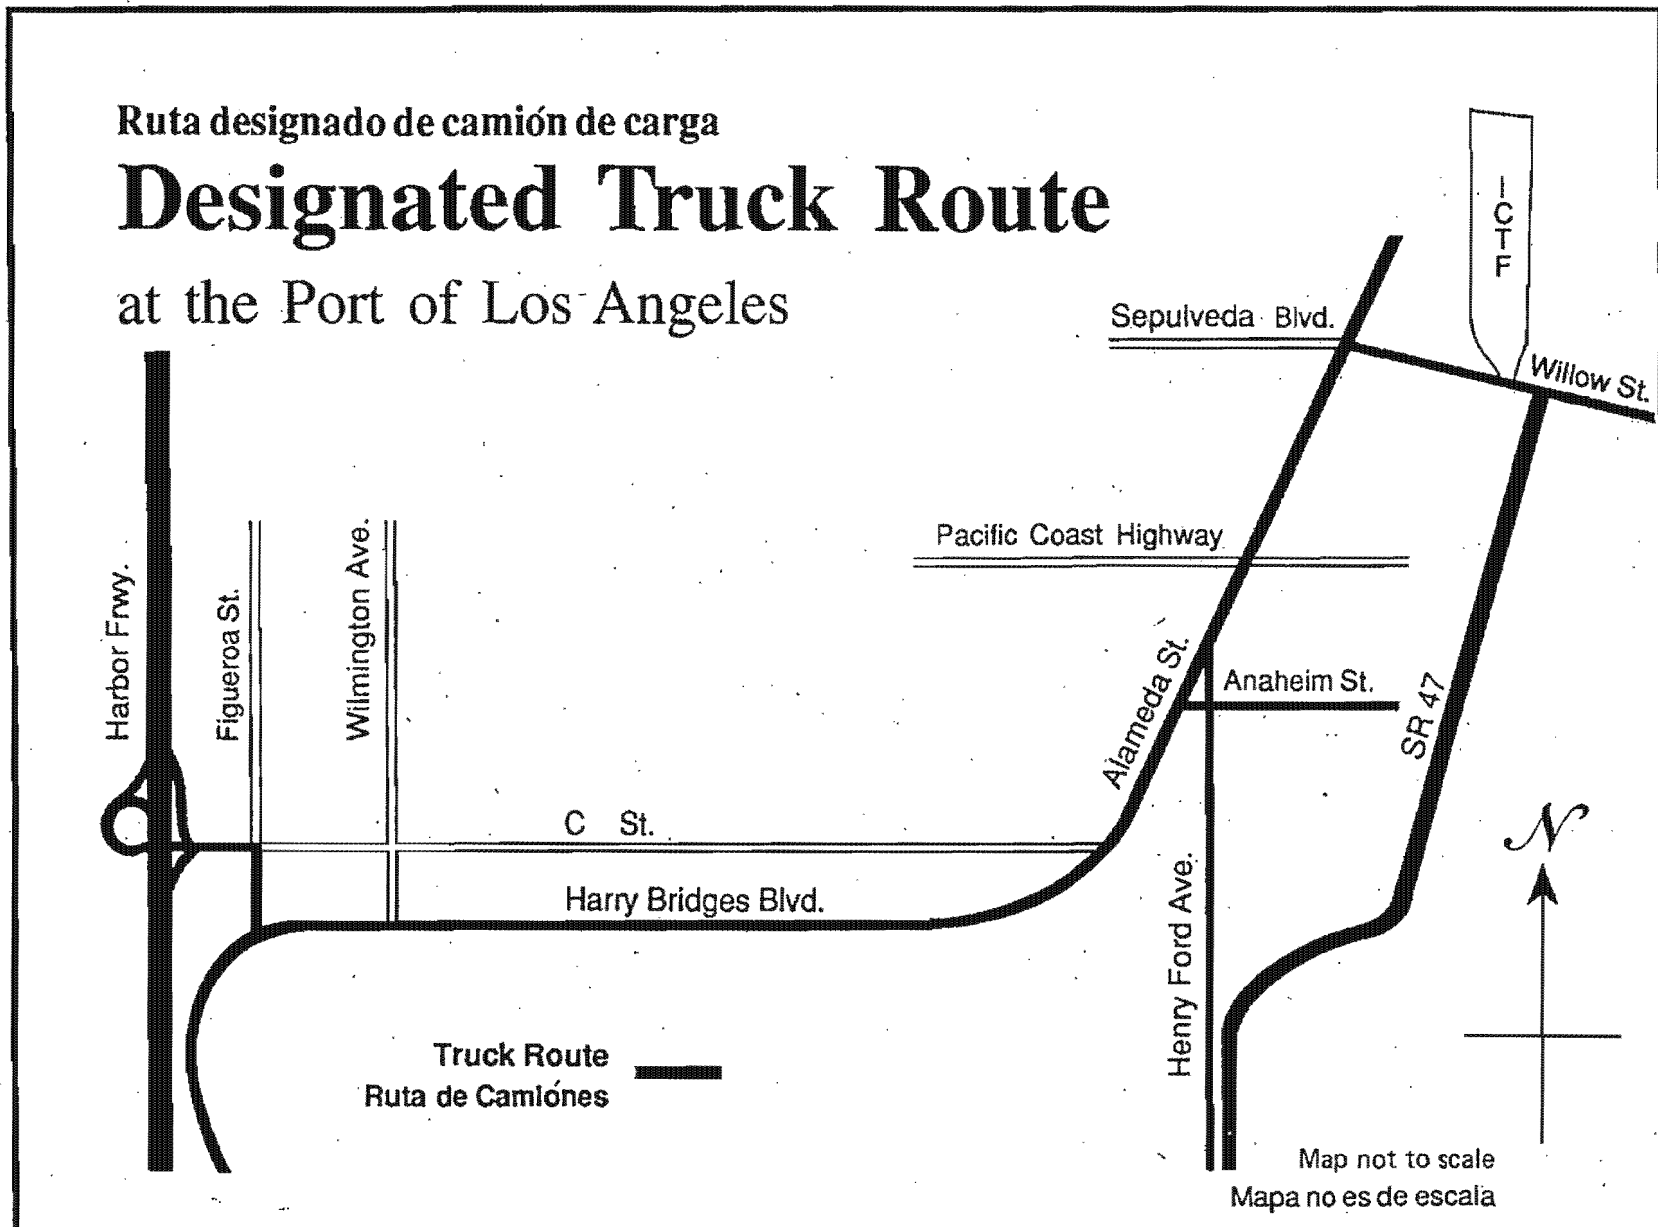 Ruta designado de camión de carga
Designated Truck Route
at the Port of Los Angeles
ICTF
Sepulveda Blvd.
Willow St.
Pacific Coast Highway
Harbor Frwy.
Figueroa St.
Wilmington Ave.
Alameda St.
Anaheim St.
SR 47
C St.
Harry Bridges Blvd.
Henry Ford Ave.
N
Truck Route
Ruta de Camiónes
Map not to scale
Mapa no es de escala